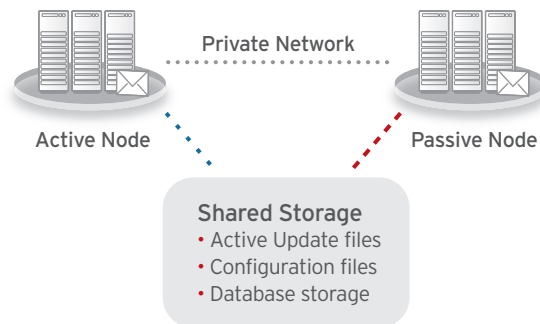 Private Network
Active Node
Passive Node
Shared Storage
• Active Update files
• Configuration files
• Database storage